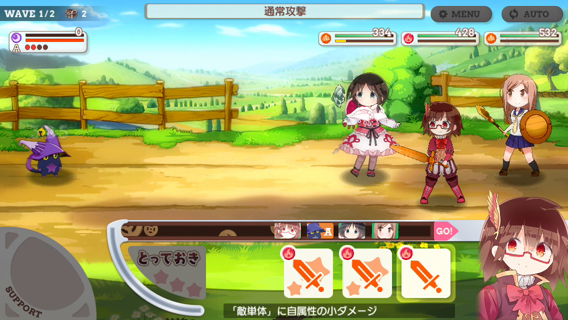 WAVE 1/2
2
通常攻撃
MENU
AUTO
0
A
334
428
532
A
GO!
とっておき
SUPPORT
「敵単体」に自属性の小ダメージ